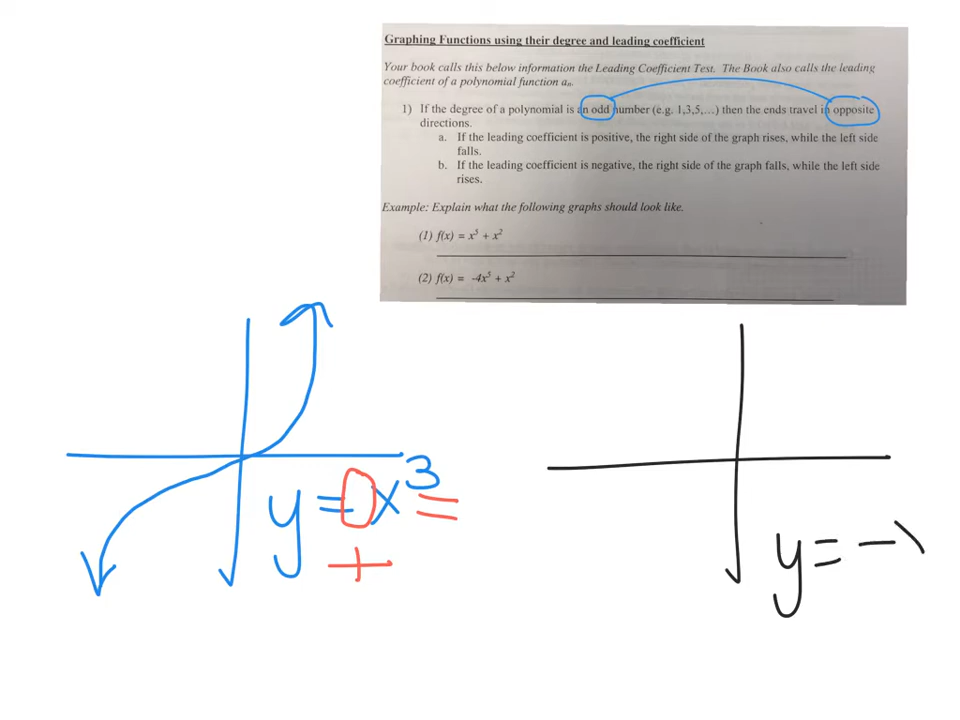 Graphing Functions using their degree and leading coefficient
Your book calls this below information the Leading Coefficient Test. The Book also calls the leading
coefficient of a polynomial function aₙ.
1) If the degree of a polynomial is an odd number (e.g. 1,3,5,…) then the ends travel in opposite
directions.
a. If the leading coefficient is positive, the right side of the graph rises, while the left side
falls.
b. If the leading coefficient is negative, the right side of the graph falls, while the left side
rises.
Example: Explain what the following graphs should look like.
(1) f(x) = x⁵ + x²
(2) f(x) = -4x⁵ + x²
y = x³
+
y = -